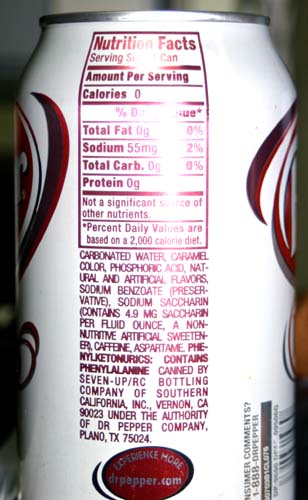 Nutrition Facts
Serving Size Can
Amount Per Serving
Calories 0
% Daily Value*
Total Fat 0g 0%
Sodium 55mg 2%
Total Carb. 0g 0%
Protein 0g
Not a significant source of
other nutrients.
*Percent Daily Values are
based on a 2,000 calorie diet.
CARBONATED WATER, CARAMEL
COLOR, PHOSPHORIC ACID, NAT-
URAL AND ARTIFICIAL FLAVORS,
SODIUM BENZOATE (PRESER-
VATIVE), SODIUM SACCHARIN
(CONTAINS 4.9 MG SACCHARIN
PER FLUID OUNCE, A NON-
NUTRITIVE ARTIFICIAL SWEETEN-
ER), CAFFEINE, ASPARTAME. PHE-
NYLKETONURICS: CONTAINS
PHENYLALANINE CANNED BY
SEVEN-UP/RC BOTTLING
COMPANY OF SOUTHERN
CALIFORNIA, INC., VERNON, CA
90023 UNDER THE AUTHORITY
OF DR PEPPER COMPANY,
PLANO, TX 75024.
EXPERIENCE MORE
drpepper.com
NSUMER COMMENTS?
1-888-DRPEPPER